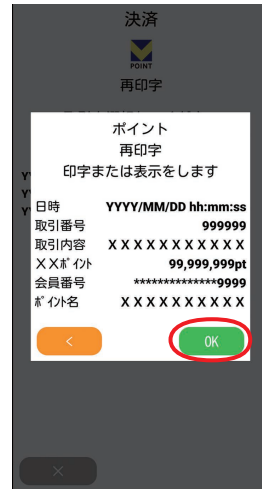 決済
POINT
再印字
ポイント
再印字
印字または表示をします
日時 YYYY/MM/DD hh:mm:ss
取引番号 999999
取引内容 ＸＸＸＸＸＸＸＸＸＸＸ
ＸＸﾎﾟｲﾝﾄ 99,999,999pt
会員番号 **************9999
ﾎﾟｲﾝﾄ名 ＸＸＸＸＸＸＸＸＸＸ
< OK
×